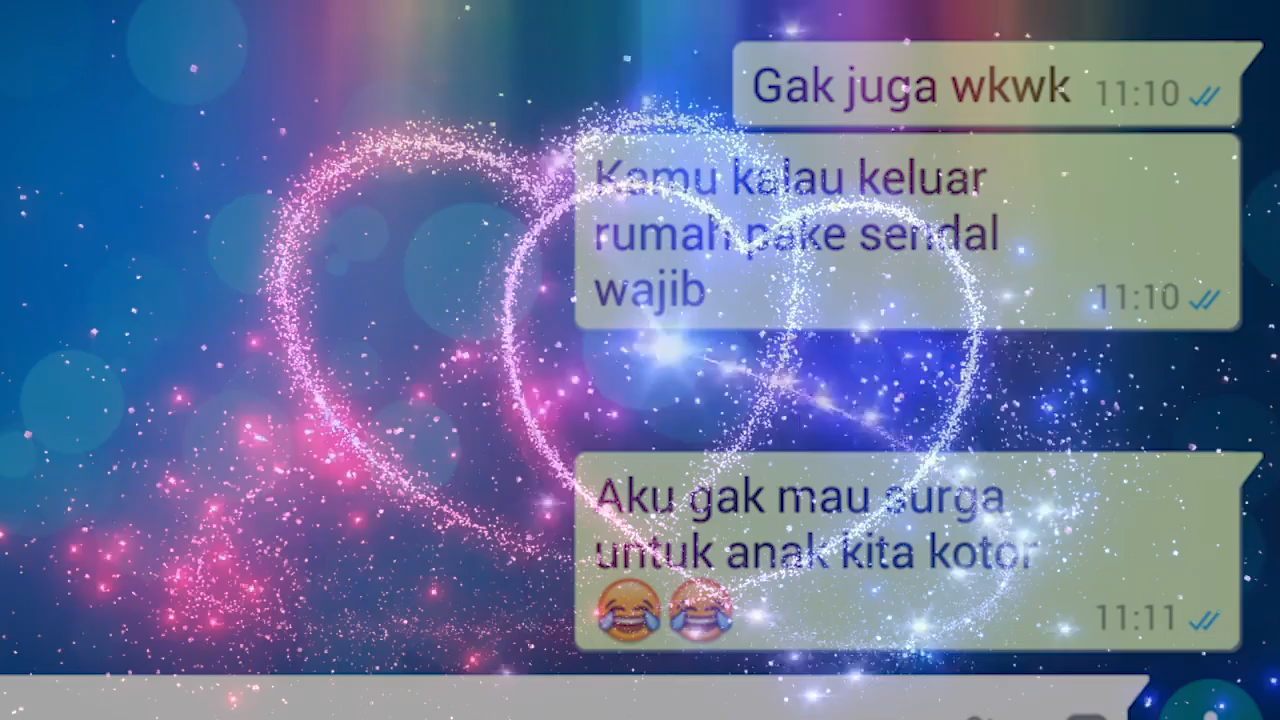 Gak juga wkwk 11:10
Kamu kalau keluar
rumah pake sendal
wajib 11:10
Aku gak mau surga
untuk anak kita kotor
😂😂 11:11